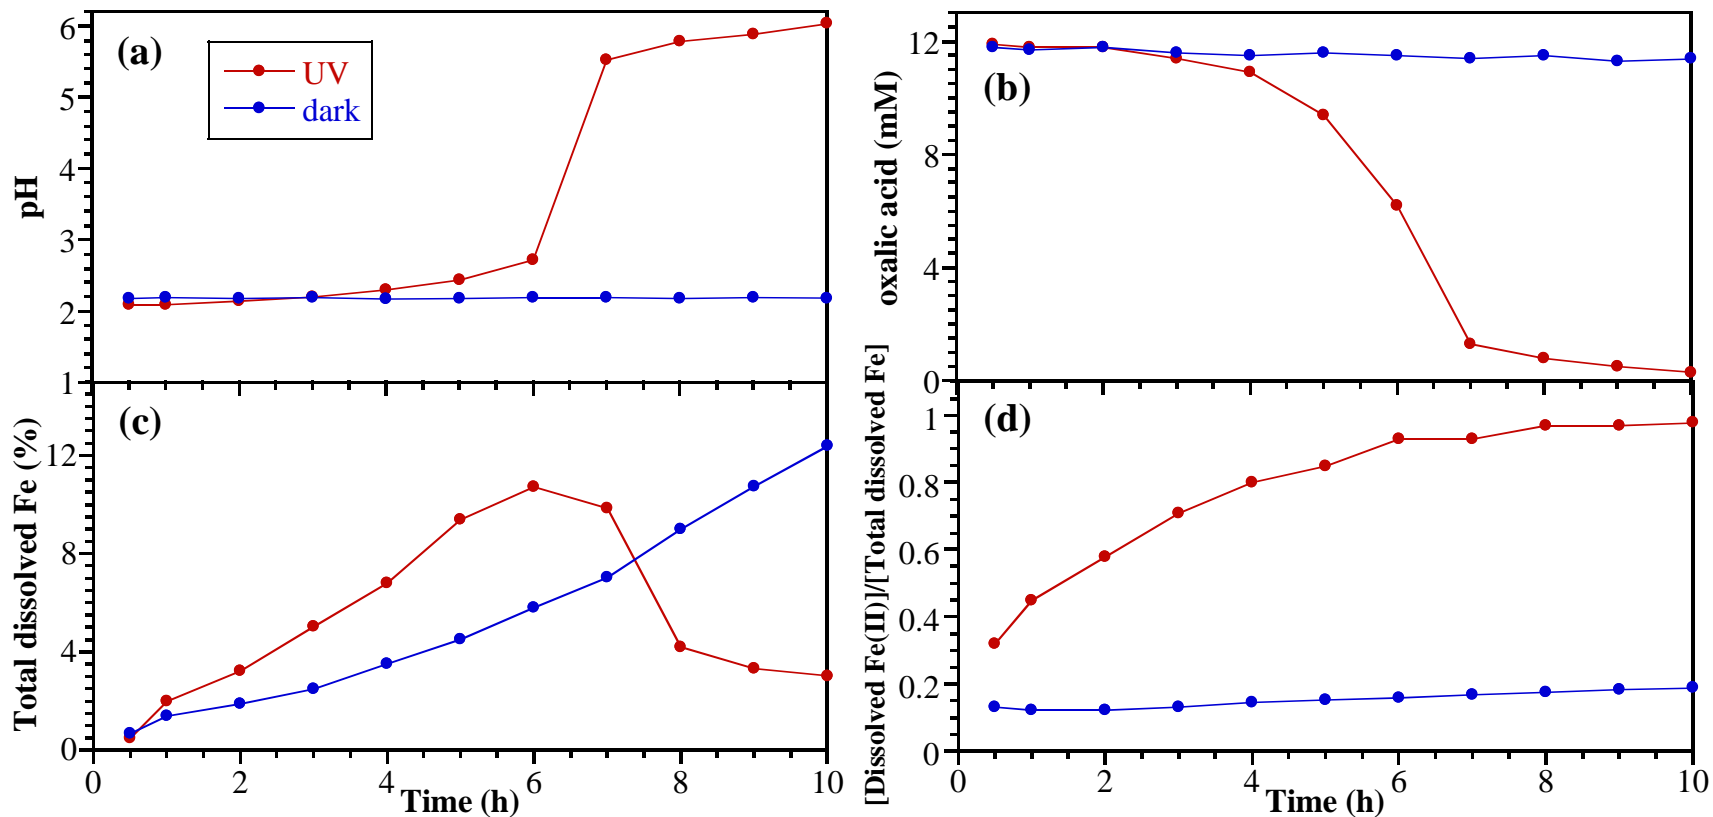 (a)
UV
dark
pH
6
5
4
3
2
1
(b)
oxalic acid (mM)
12
8
4
0
(c)
Total dissolved Fe (%)
12
8
4
0
0 2 4 6 8 10
Time (h)
(d)
[Dissolved Fe(II)]/[Total dissolved Fe]
1
0.8
0.6
0.4
0.2
0
0 2 4 6 8 10
Time (h)